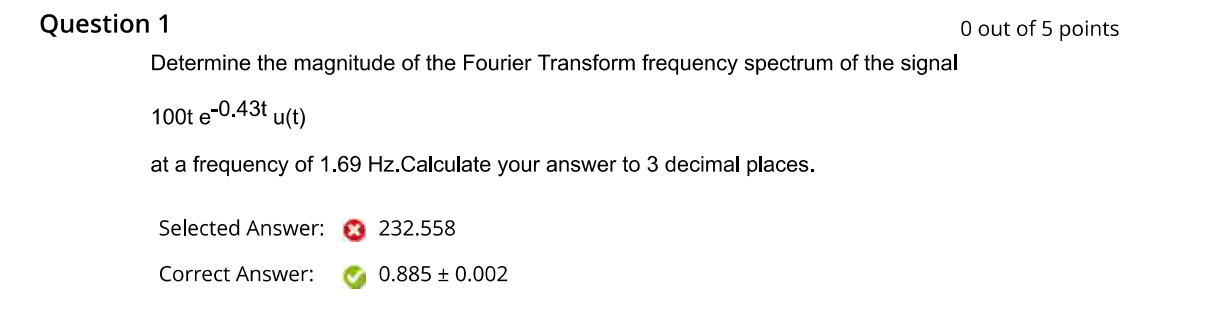 Question 1
0 out of 5 points
Determine the magnitude of the Fourier Transform frequency spectrum of the signal
100t e-0.43t u(t)
at a frequency of 1.69 Hz.Calculate your answer to 3 decimal places.
Selected Answer: 232.558
Correct Answer: 0.885 ± 0.002